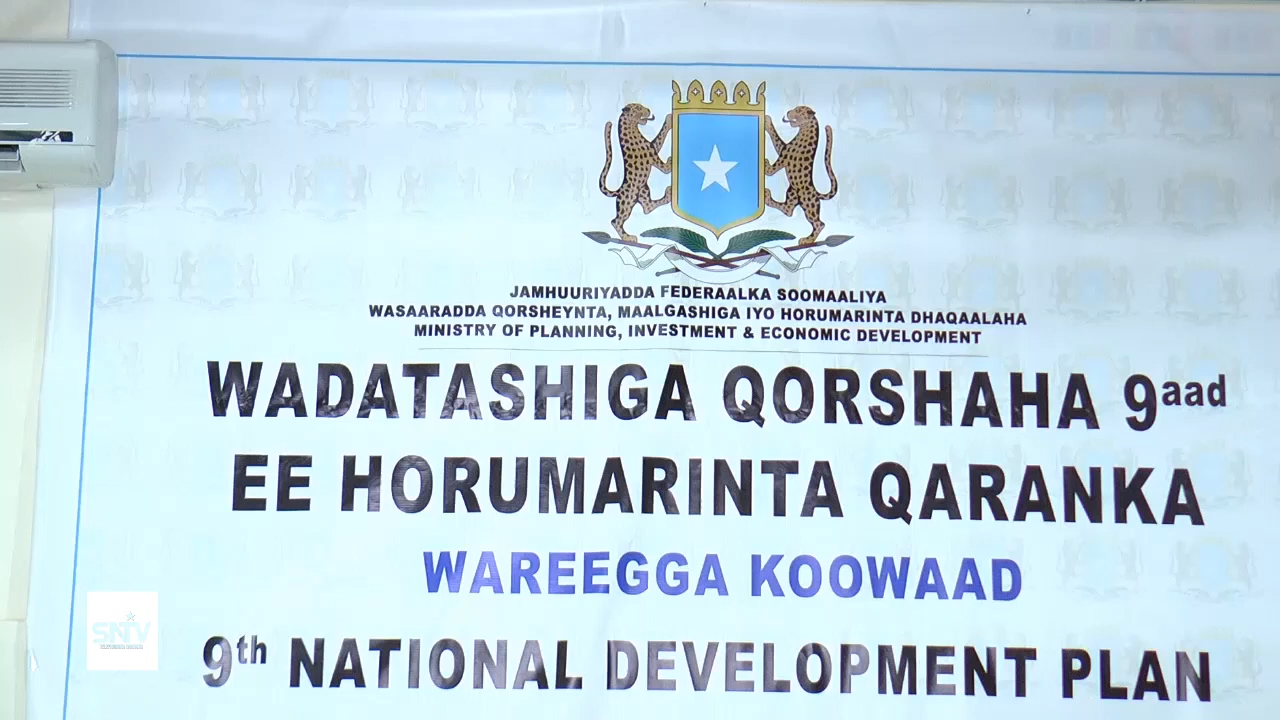 JAMHUURIYADDA FEDERAALKA SOOMAALIYA
WASAARADDA QORSHEYNTA, MAALGASHIGA IYO HORUMARINTA DHAQAALAHA
MINISTRY OF PLANNING, INVESTMENT & ECONOMIC DEVELOPMENT
WADATASHIGA QORSHAHA 9aad
EE HORUMARINTA QARANKA
WAREEGGA KOOWAAD
9th NATIONAL DEVELOPMENT PLAN
SNTV